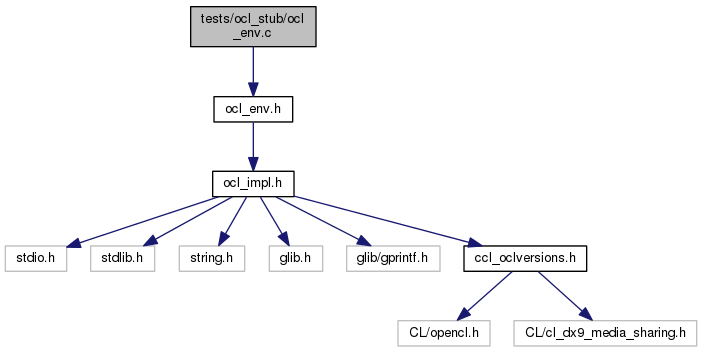 tests/ocl_stub/ocl
_env.c
ocl_env.h
ocl_impl.h
stdio.h
stdlib.h
string.h
glib.h
glib/gprintf.h
ccl_oclversions.h
CL/opencl.h
CL/cl_dx9_media_sharing.h